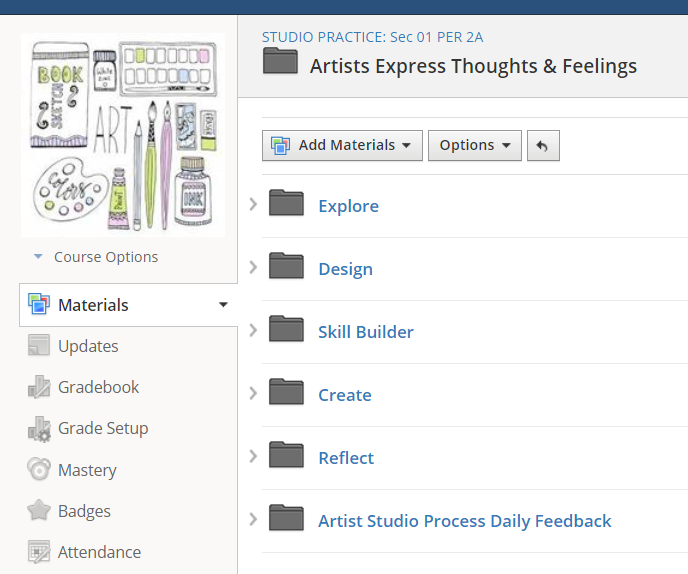 STUDIO PRACTICE: Sec 01 PER 2A
Artists Express Thoughts & Feelings
BOOK
SKETCH
ART
Colors
PAINT
INK
Add Materials
Options
Course Options
Materials
Updates
Gradebook
Grade Setup
Mastery
Badges
Attendance
Explore
Design
Skill Builder
Create
Reflect
Artist Studio Process Daily Feedback